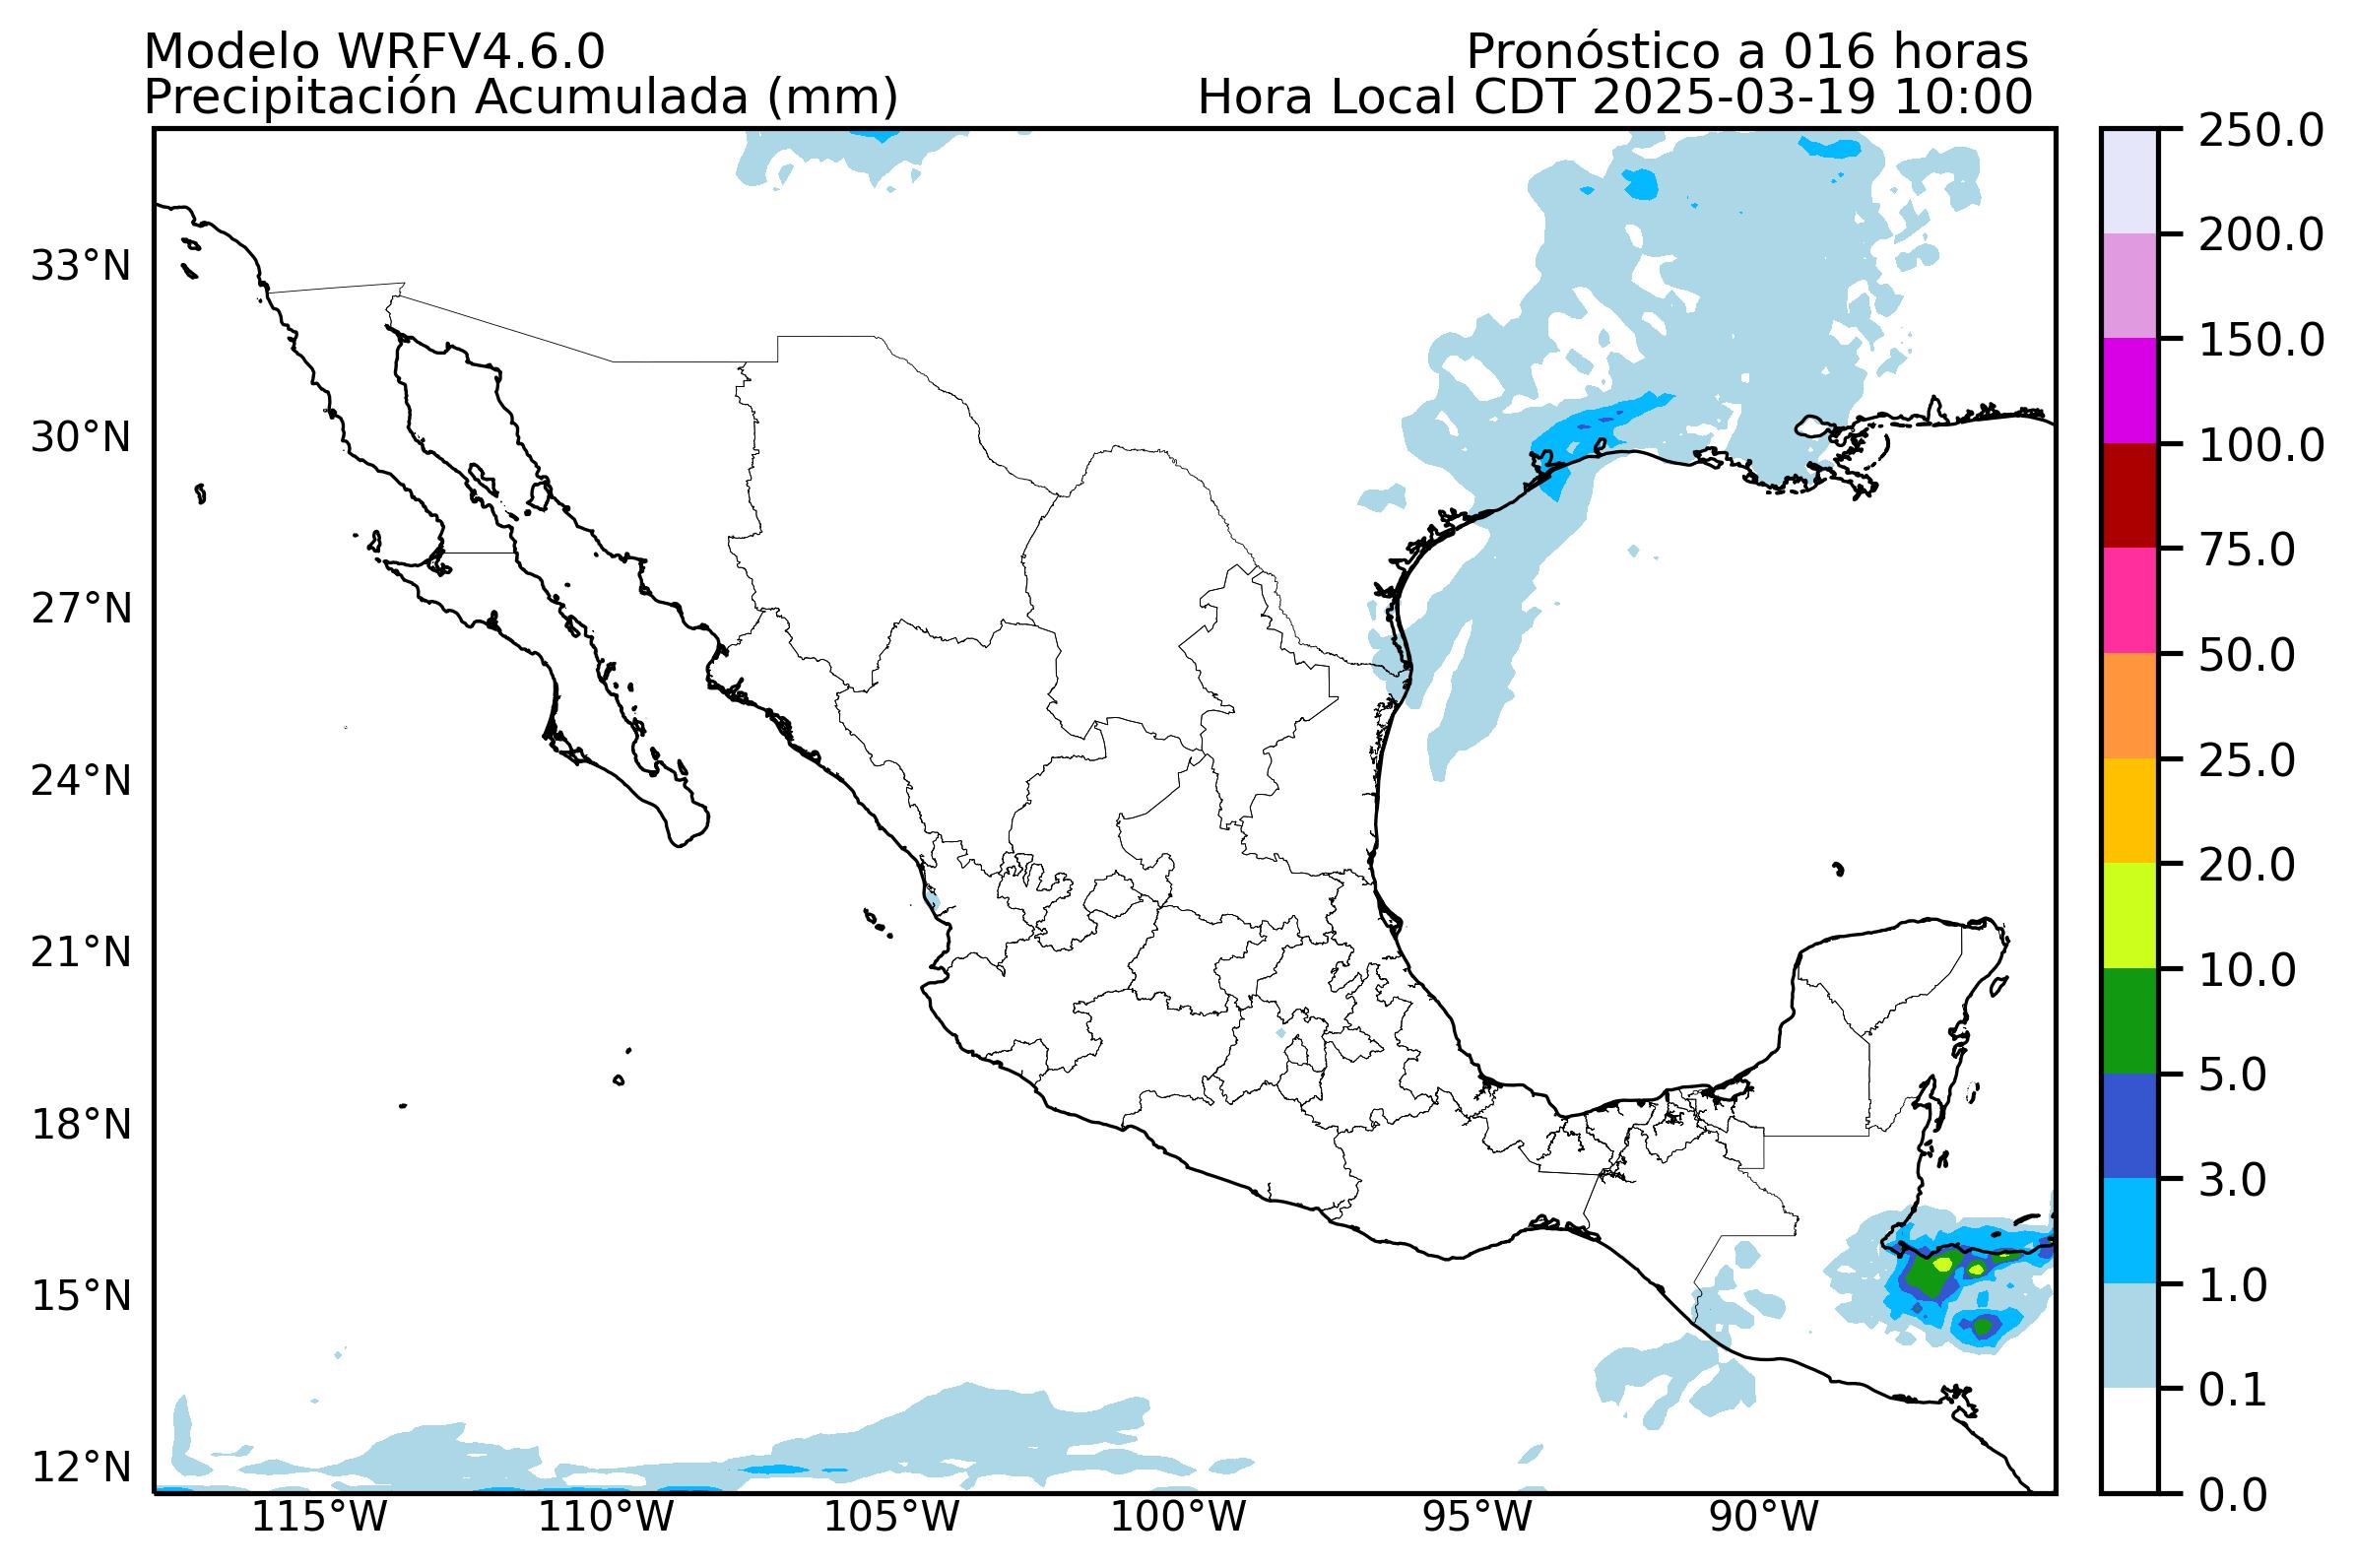 Modelo WRFV4.6.0
Pronóstico a 016 horas
Precipitación Acumulada (mm)
Hora Local CDT 2025-03-19 10:00
250.0
200.0
150.0
100.0
75.0
50.0
25.0
20.0
10.0
5.0
3.0
1.0
0.1
0.0
33°N
30°N
27°N
24°N
21°N
18°N
15°N
12°N
115°W
110°W
105°W
100°W
95°W
90°W